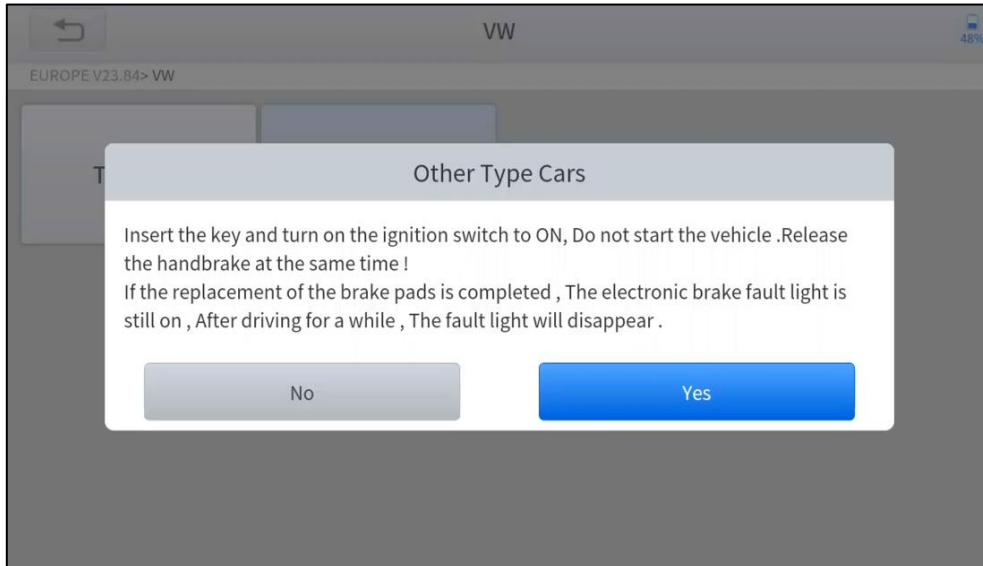 VW
48%
EUROPE V23.84> VW
T
Other Type Cars
Insert the key and turn on the ignition switch to ON, Do not start the vehicle .Release
the handbrake at the same time !
If the replacement of the brake pads is completed , The electronic brake fault light is
still on , After driving for a while , The fault light will disappear .
No
Yes